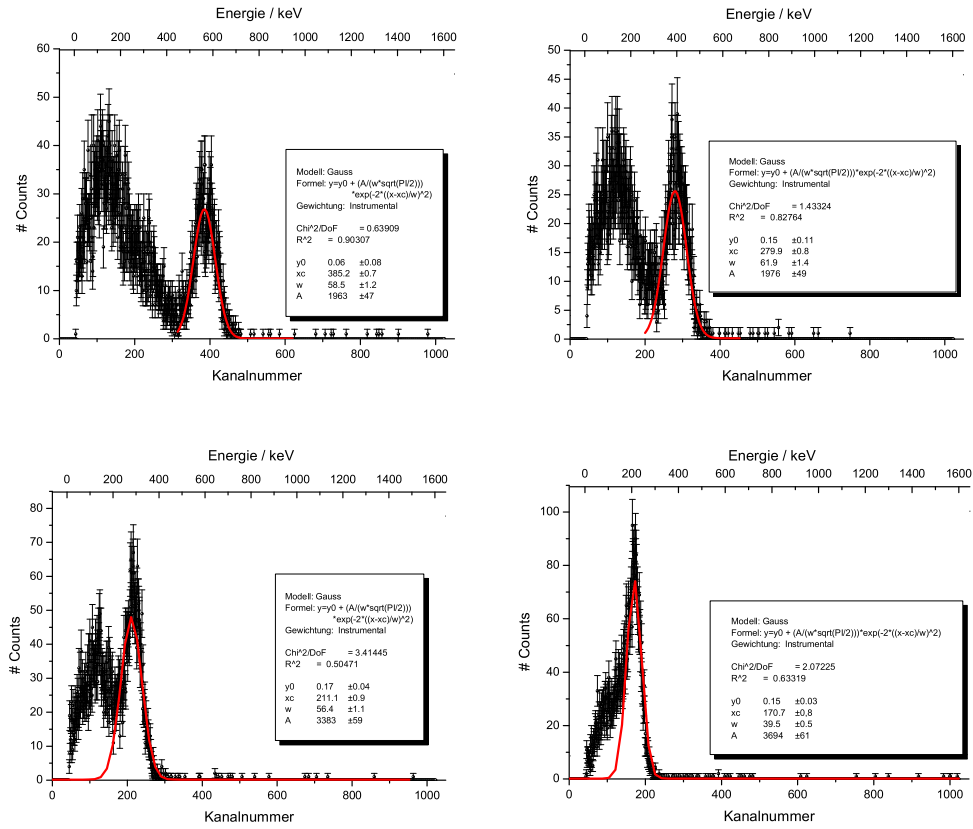 Energie / keV
0 200 400 600 800 1000 1200 1400 1600
60
50
40
30
20
10
0
# Counts
Modell: Gauss
Formel: y=y0 + (A/(w*sqrt(PI/2)))
*exp(-2*((x-xc)/w)^2)
Gewichtung: Instrumental
Chi^2/DoF = 0.63909
R^2 = 0.90307
y0 0.06 ±0.08
xc 385.2 ±0.7
w 58.5 ±1.2
A 1963 ±47
0 200 400 600 800 1000
Kanalnummer
Energie / keV
0 200 400 600 800 1000 1200 1400 1600
50
45
40
35
30
25
20
15
10
5
0
# Counts
Modell: Gauss
Formel: y=y0 + (A/(w*sqrt(PI/2)))
*exp(-2*((x-xc)/w)^2)
Gewichtung: Instrumental
Chi^2/DoF = 1.43324
R^2 = 0.82764
y0 0.15 ±0.11
xc 279.9 ±0.8
w 61.9 ±1.4
A 1976 ±49
0 200 400 600 800 1000
Kanalnummer
Energie / keV
0 200 400 600 800 1000 1200 1400 1600
80
70
60
50
40
30
20
10
0
# Counts
Modell: Gauss
Formel: y=y0 + (A/(w*sqrt(PI/2)))
*exp(-2*((x-xc)/w)^2)
Gewichtung: Instrumental
Chi^2/DoF = 3.41445
R^2 = 0.50471
y0 0.17 ±0.04
xc 211.1 ±0.9
w 56.4 ±1.1
A 3383 ±59
0 200 400 600 800 1000
Kanalnummer
Energie / keV
0 200 400 600 800 1000 1200 1400 1600
100
80
60
40
20
0
# Counts
Modell: Gauss
Formel: y=y0 + (A/(w*sqrt(PI/2)))*exp(-2*((x-xc)/w)^2)
Gewichtung: Instrumental
Chi^2/DoF = 2.07225
R^2 = 0.63319
y0 0.15 ±0.03
xc 170.7 ±0.8
w 39.5 ±0.5
A 3694 ±61
0 200 400 600 800 1000
Kanalnummer